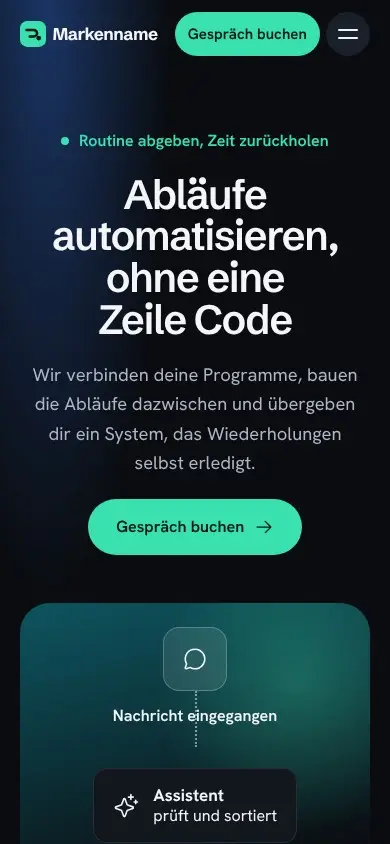 Markenname
Gespräch buchen
Routine abgeben, Zeit zurückholen
Abläufe
automatisieren,
ohne eine
Zeile Code
Wir verbinden deine Programme, bauen
die Abläufe dazwischen und übergeben
dir ein System, das Wiederholungen
selbst erledigt.
Gespräch buchen
Nachricht eingegangen
Assistent
prüft und sortiert